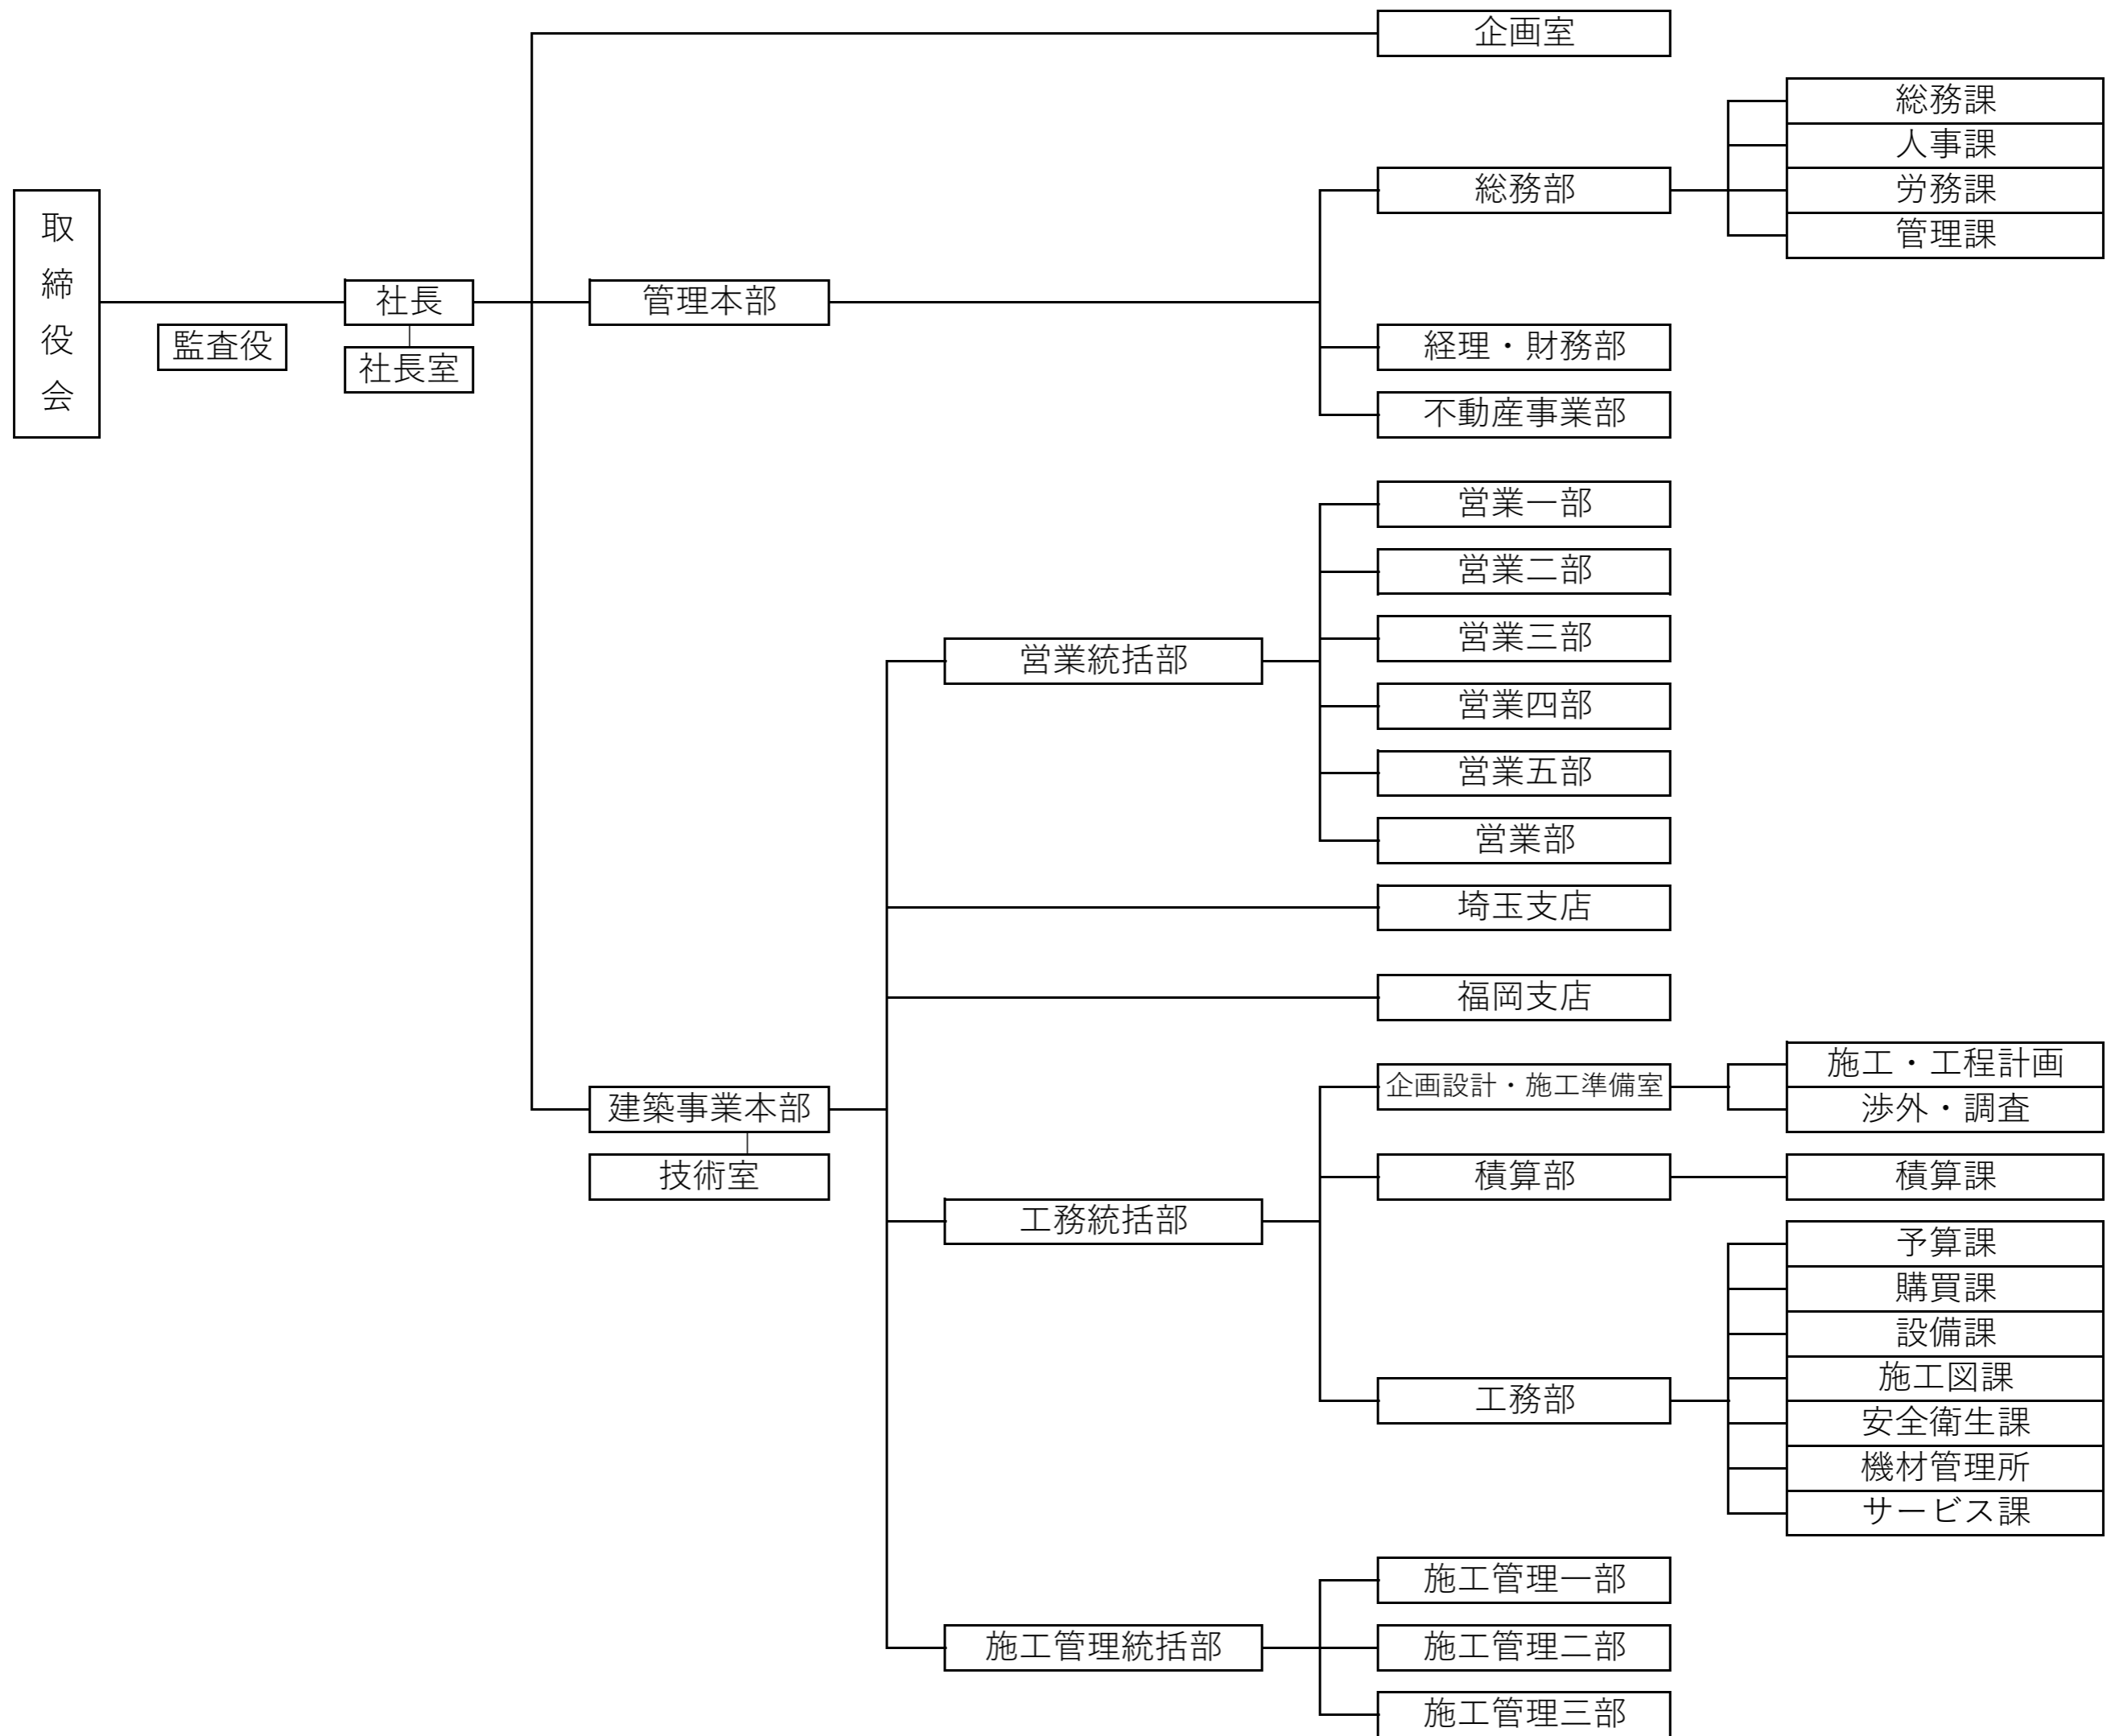 取締役会
監査役
社長
社長室
企画室
管理本部
総務部
総務課
人事課
労務課
管理課
経理・財務部
不動産事業部
建築事業本部
技術室
営業統括部
営業一部
営業二部
営業三部
営業四部
営業五部
営業部
埼玉支店
福岡支店
工務統括部
企画設計・施工準備室
施工・工程計画
渉外・調査
積算部
積算課
工務部
予算課
購買課
設備課
施工図課
安全衛生課
機材管理所
サービス課
施工管理統括部
施工管理一部
施工管理二部
施工管理三部